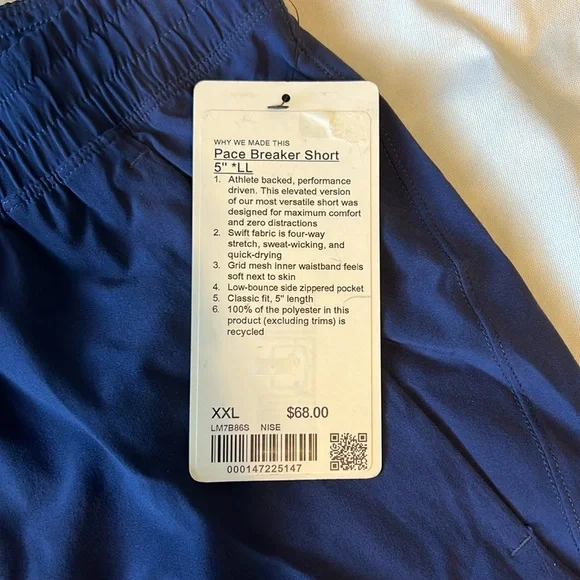 WHY WE MADE THIS
Pace Breaker Short
5" *LL
1. Athlete backed, performance
driven. This elevated version
of our most versatile short was
designed for maximum comfort
and zero distractions
2. Swift fabric is four-way
stretch, sweat-wicking, and
quick-drying
3. Grid mesh inner waistband feels
soft next to skin
4. Low-bounce side zippered pocket
5. Classic fit, 5" length
6. 100% of the polyester in this
product (excluding trims) is
recycled
XXL $68.00
LM7B86S NISE
000147225147